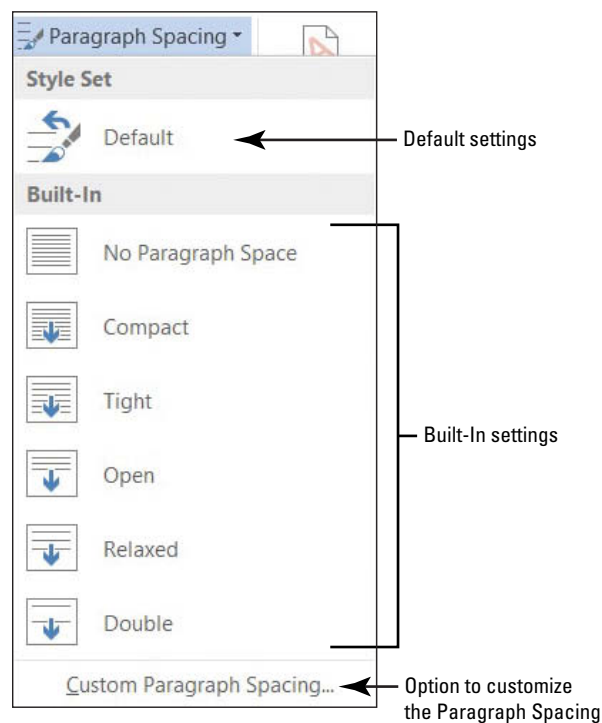 Paragraph Spacing
Style Set
Default
Default settings
Built-In
No Paragraph Space
Compact
Tight
Built-In settings
Open
Relaxed
Double
Custom Paragraph Spacing...
Option to customize
the Paragraph Spacing